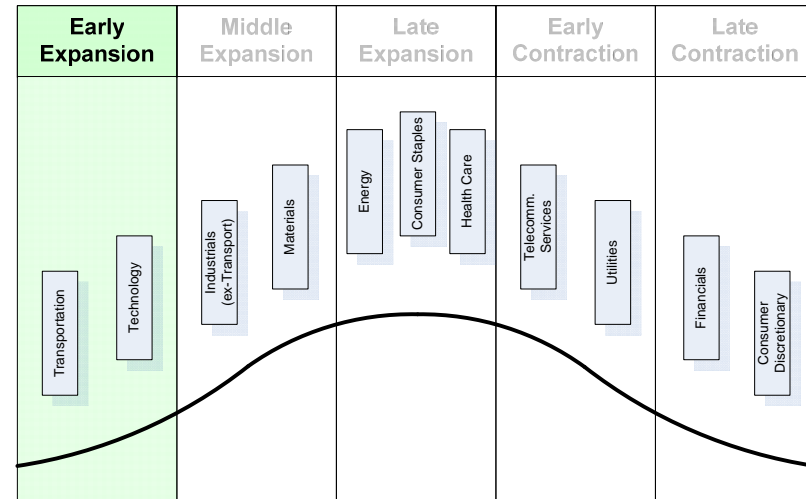 Early
Expansion
Middle
Expansion
Late
Expansion
Early
Contraction
Late
Contraction
Transportation
Technology
Industrials
(ex-Transport)
Materials
Energy
Consumer Staples
Health Care
Telecomm.
Services
Utilities
Financials
Consumer
Discretionary